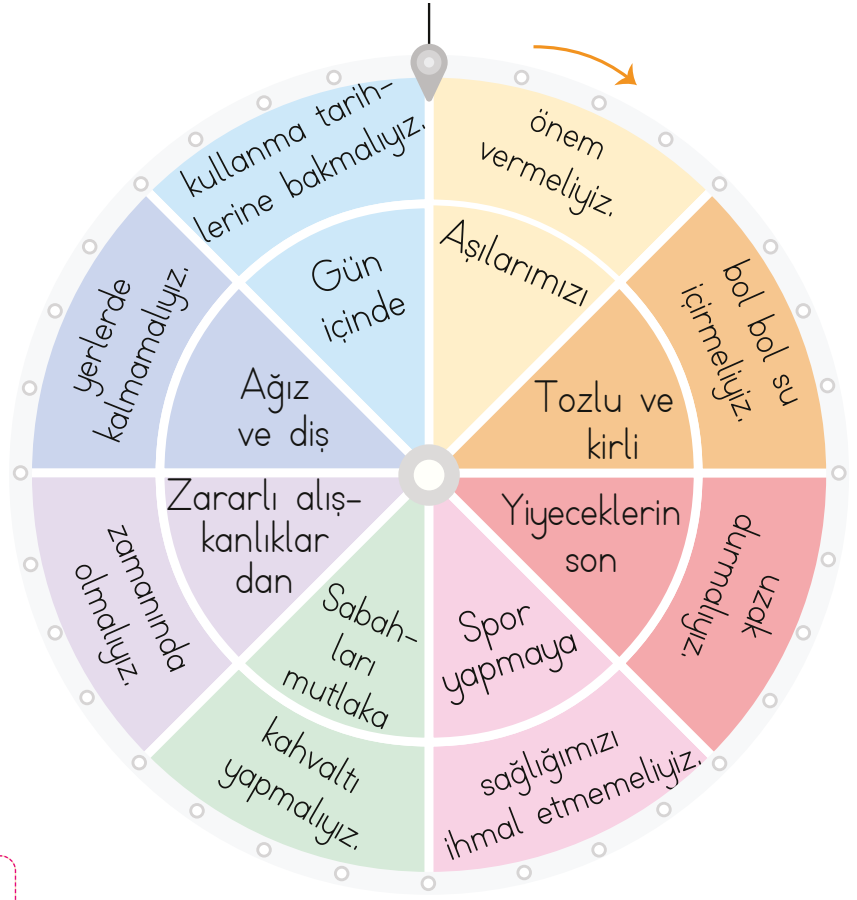 önem
vermeliyiz.
Aşılarımızı
bol bol su
içirmeliyiz.
Tozlu ve
kirli
uzak
durmalıyız.
Yiyeceklerin
son
sağlığımızı
ihmal etmemeliyiz.
Spor
yapmaya
kahvaltı
yapmalıyız.
Sabah-
ları
mutlaka
zamanında
olmalıyız.
Zararlı alış-
kanlıklar
dan
yerlerde
kalmamalıyız.
Ağız
ve diş
kullanma tarih-
lerine bakmalıyız.
Gün
içinde